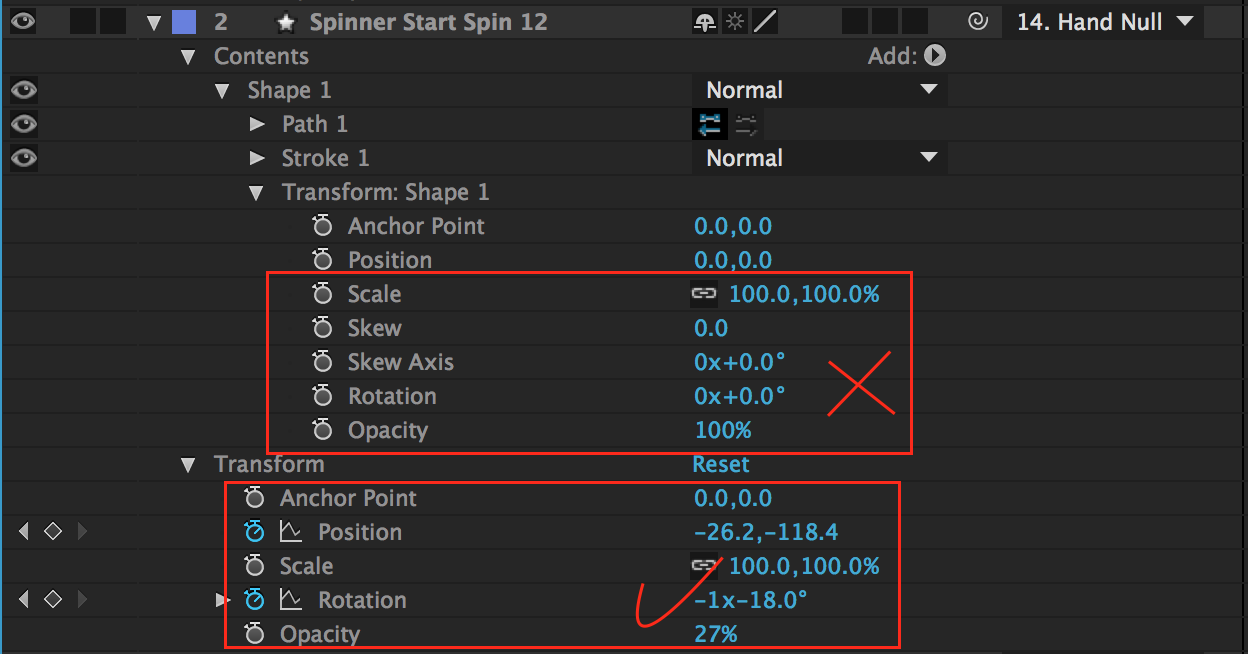 2 Spinner Start Spin 12 14. Hand Null
Contents Add:
Shape 1 Normal
Path 1
Stroke 1 Normal
Transform: Shape 1
Anchor Point 0.0,0.0
Position 0.0,0.0
Scale 100.0,100.0%
Skew 0.0
Skew Axis 0x+0.0°
Rotation 0x+0.0°
Opacity 100%
Transform Reset
Anchor Point 0.0,0.0
Position -26.2,-118.4
Scale 100.0,100.0%
Rotation -1x-18.0°
Opacity 27%